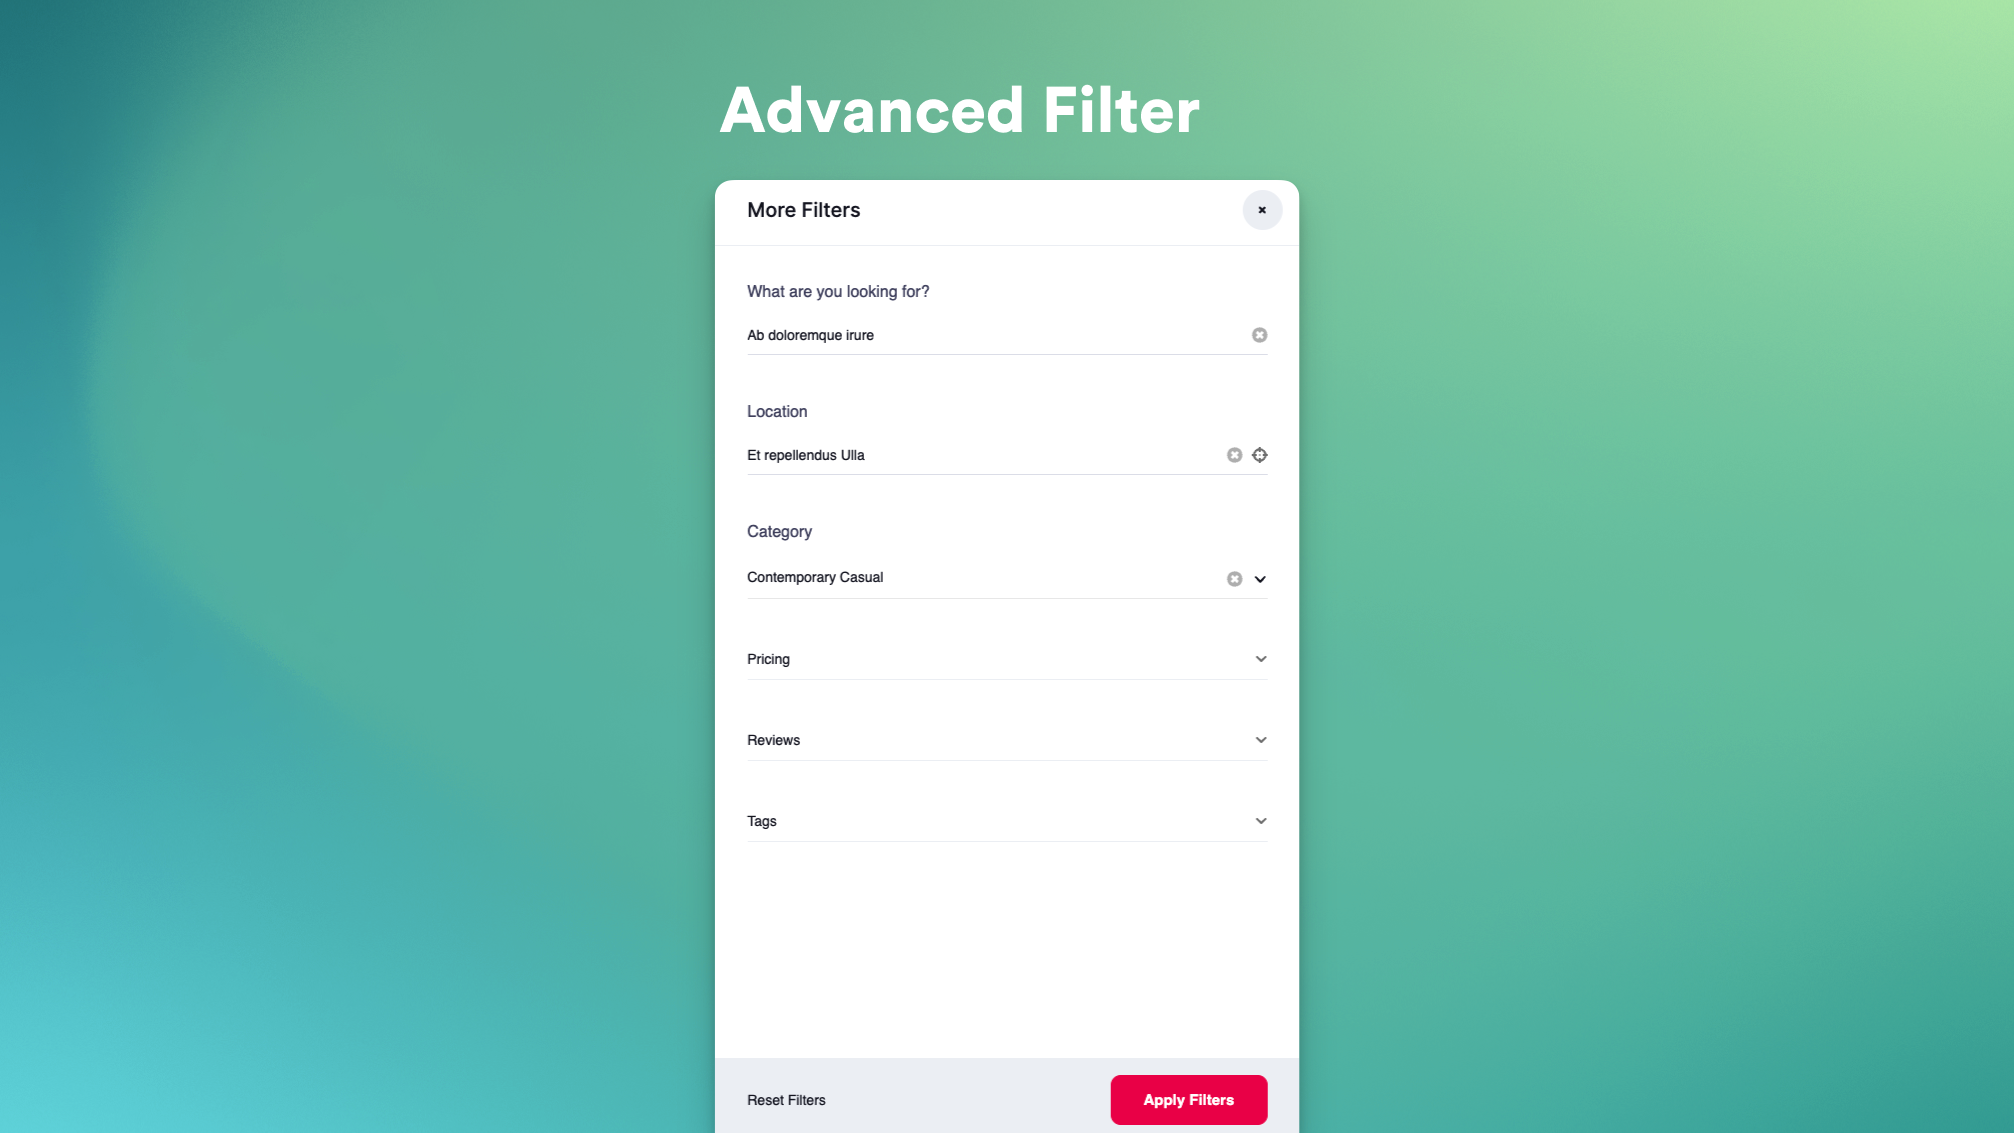 Advanced Filter
More Filters
What are you looking for?
Ab doloremque irure
Location
Et repellendus Ulla
Category
Contemporary Casual
Pricing
Reviews
Tags
Reset Filters
Apply Filters